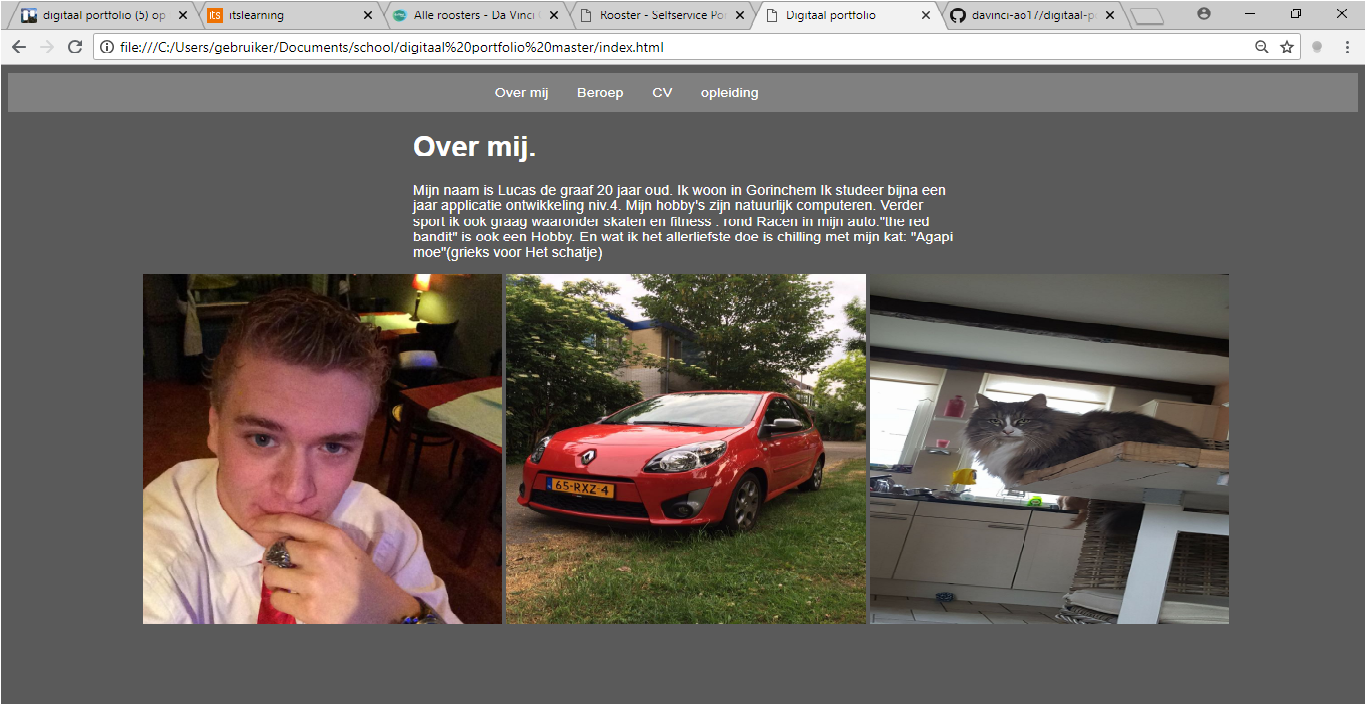 digitaal portfolio (5) op
itslearning
Alle roosters - Da Vinci
Rooster - Selfservice Po
Digitaal portfolio
davinci-ao17/digitaal-p
file:///C:/Users/gebruiker/Documents/school/digitaal%20portfolio%20master/index.html
Over mij Beroep CV opleiding
Over mij.
Mijn naam is Lucas de graaf 20 jaar oud. Ik woon in Gorinchem Ik studeer bijna een
jaar applicatie ontwikkeling niv.4. Mijn hobby's zijn natuurlijk computeren. Verder
sport ik ook graag waaronder skaten en fitness . rond Racen in mijn auto."the red
bandit" is ook een Hobby. En wat ik het allerliefste doe is chilling met mijn kat: "Agapi
moe"(grieks voor Het schatje)
65-RXZ-4